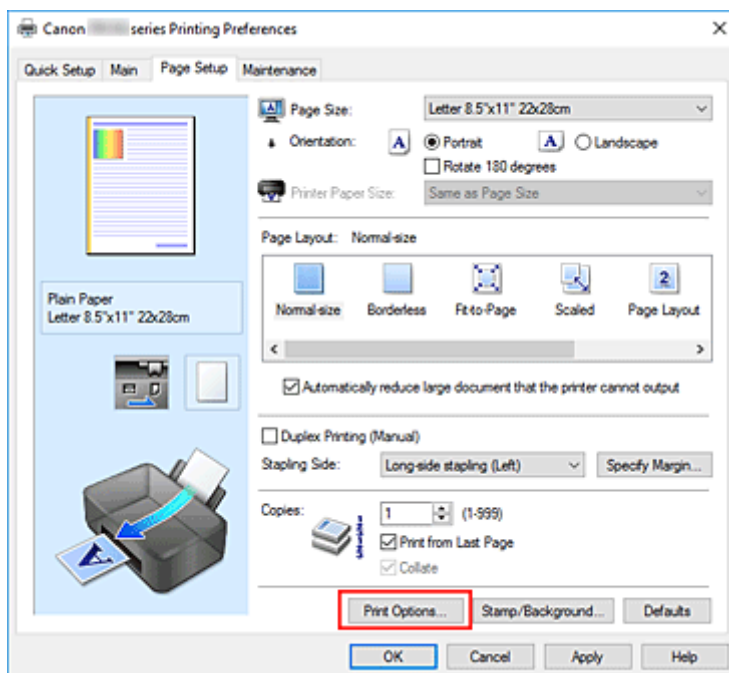 Canon series Printing Preferences
Quick Setup Main Page Setup Maintenance
Page Size: Letter 8.5"x11" 22x28cm
Orientation: A Portrait A Landscape
Rotate 180 degrees
Printer Paper Size: Same as Page Size
Page Layout: Normal-size
2
Normal-size Borderless Fit-to-Page Scaled Page Layout
Plain Paper
Letter 8.5"x11" 22x28cm
Automatically reduce large document that the printer cannot output
Duplex Printing (Manual)
Stapling Side: Long-side stapling (Left) Specify Margin...
Copies: 1 (1-999)
Print from Last Page
Collate
A
Print Options... Stamp/Background... Defaults
OK Cancel Apply Help